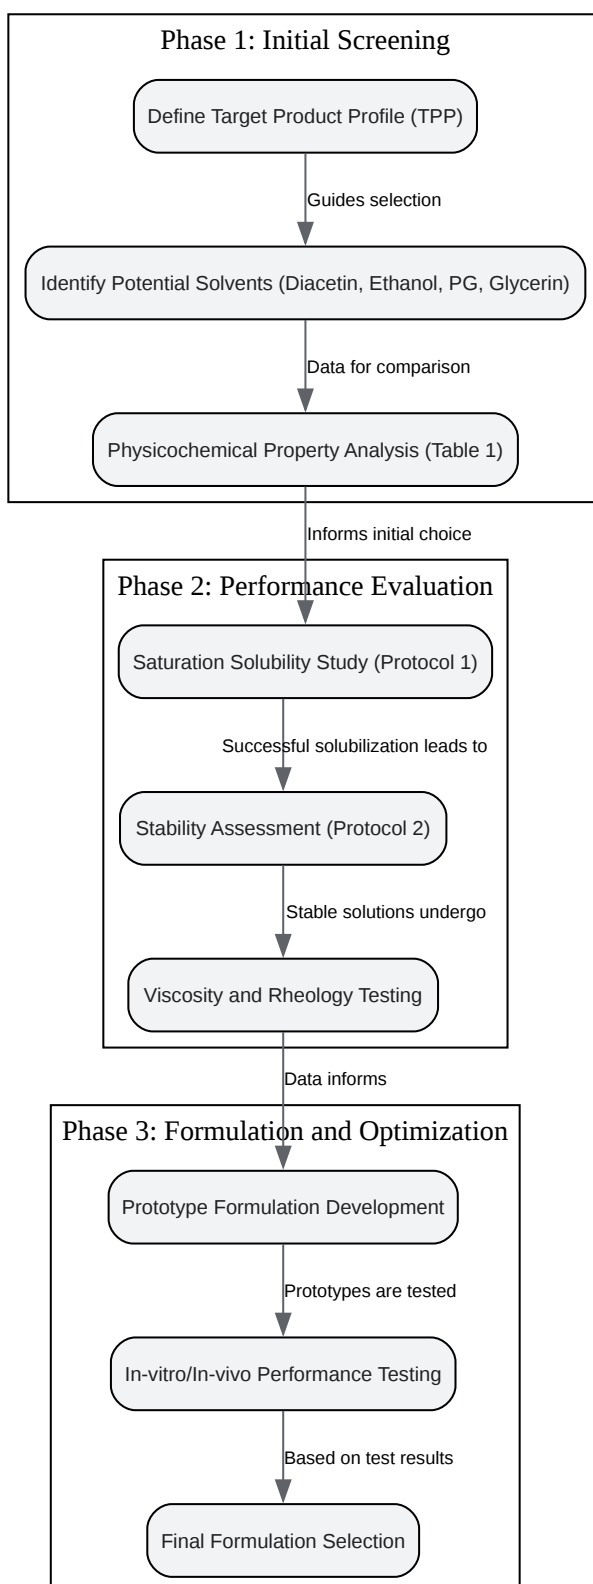 Phase 1: Initial Screening
Define Target Product Profile (TPP)
Guides selection
Identify Potential Solvents (Diacetin, Ethanol, PG, Glycerin)
Data for comparison
Physicochemical Property Analysis (Table 1)
Informs initial choice
Phase 2: Performance Evaluation
Saturation Solubility Study (Protocol 1)
Successful solubilization leads to
Stability Assessment (Protocol 2)
Stable solutions undergo
Viscosity and Rheology Testing
Data informs
Phase 3: Formulation and Optimization
Prototype Formulation Development
Prototypes are tested
In-vitro/In-vivo Performance Testing
Based on test results
Final Formulation Selection